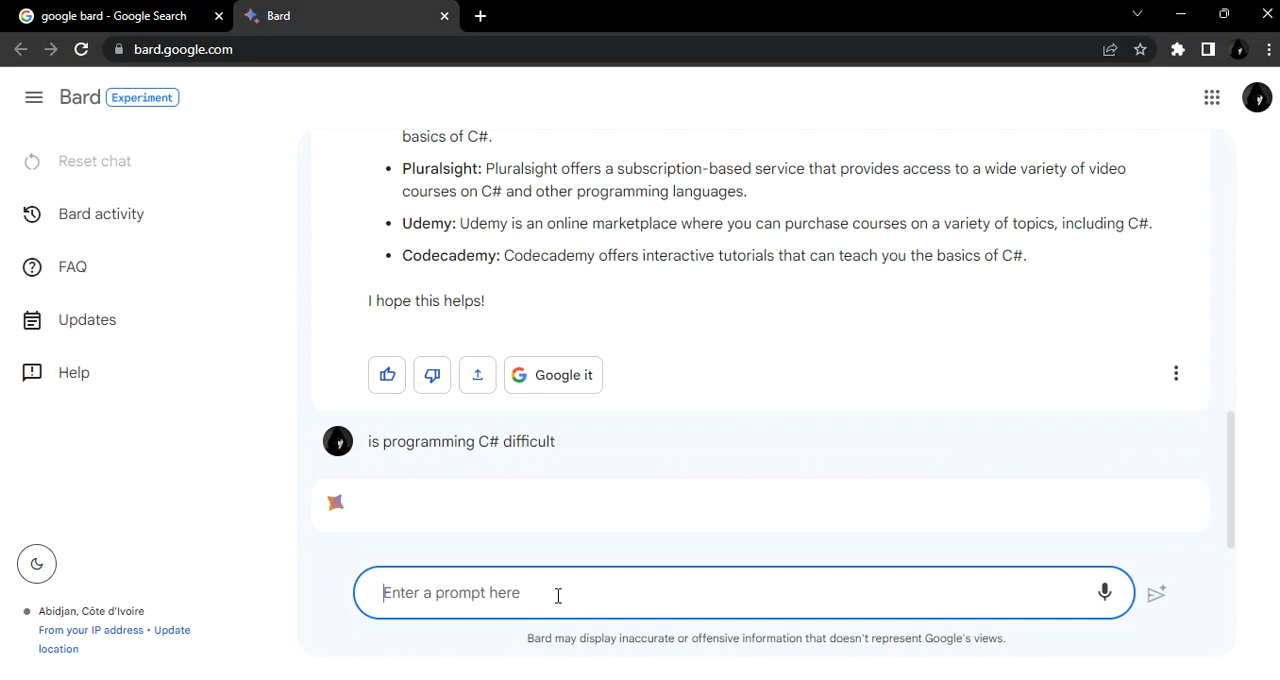 google bard - Google Search
Bard
bard.google.com
Bard Experiment
Reset chat
Bard activity
FAQ
Updates
Help
Abidjan, Côte d'Ivoire
From your IP address • Update
location
basics of C#.
• Pluralsight: Pluralsight offers a subscription-based service that provides access to a wide variety of video
courses on C# and other programming languages.
• Udemy: Udemy is an online marketplace where you can purchase courses on a variety of topics, including C#.
• Codecademy: Codecademy offers interactive tutorials that can teach you the basics of C#.
I hope this helps!
Google it
is programming C# difficult
Enter a prompt here
Bard may display inaccurate or offensive information that doesn't represent Google's views.